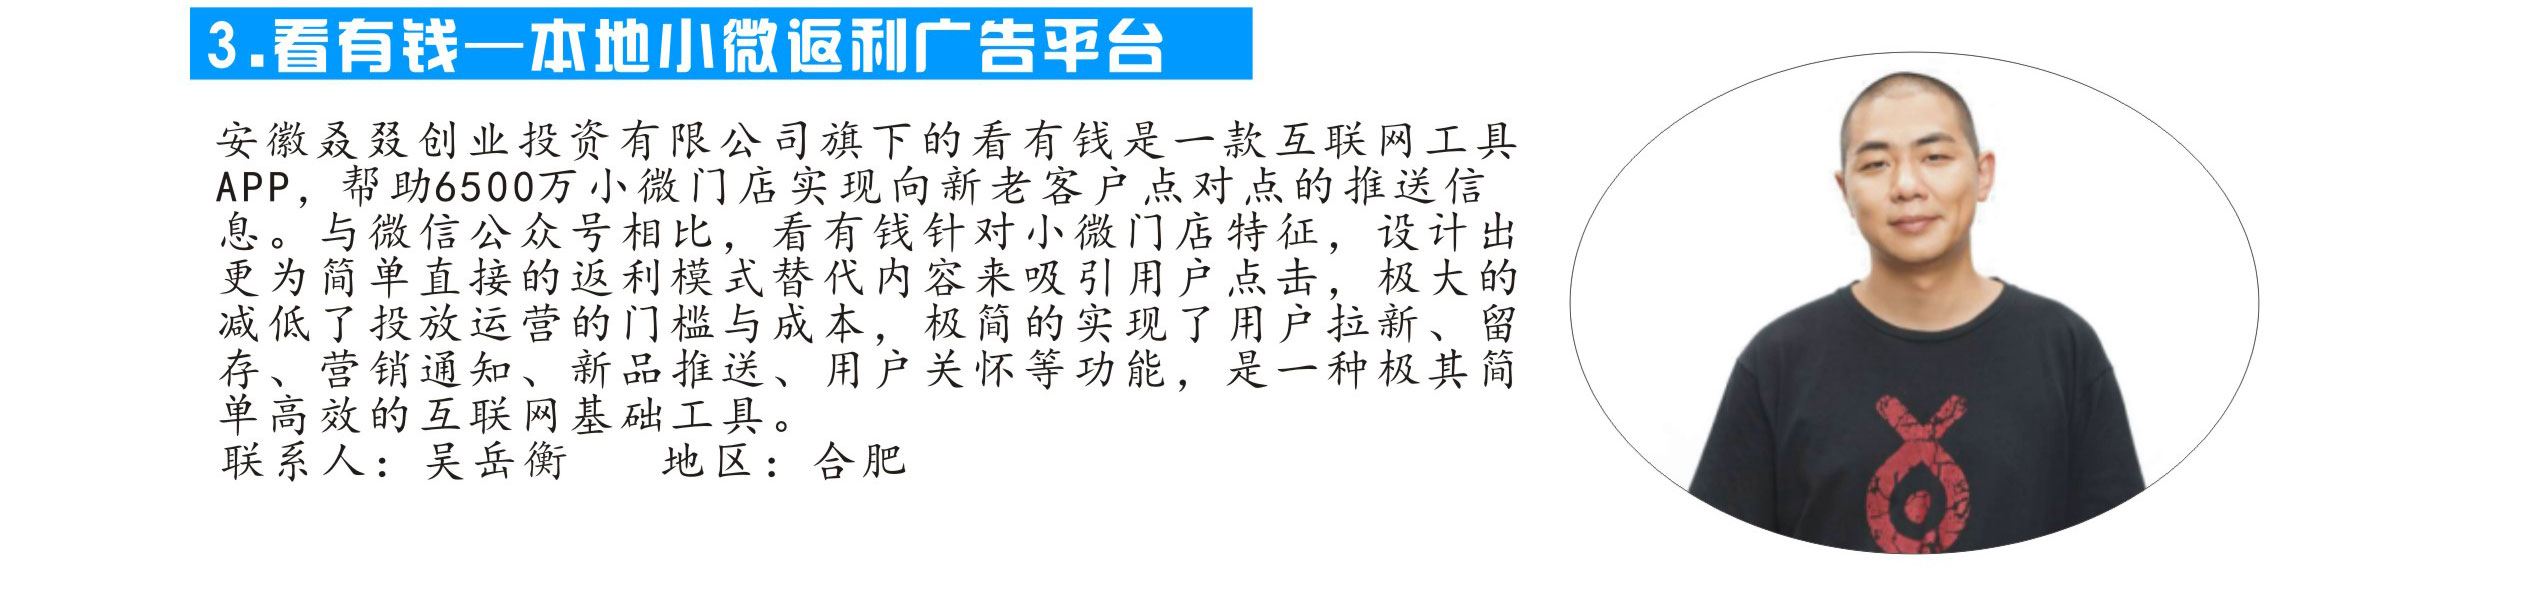 3.看有钱—本地小微返利广告平台
安徽叒叕创业投资有限公司旗下的看有钱是一款互联网工具
APP，帮助6500万小微门店实现向新老客户点对点的推送信
息。与微信公众号相比，看有钱针对小微门店特征，设计出
更为简单直接的返利模式替代内容来吸引用户点击，极大的
减低了投放运营的门槛与成本，极简的实现了用户拉新、留
存、营销通知、新品推送、用户关怀等功能，是一种极其简
单高效的互联网基础工具。
联系人：吴岳衡 地区：合肥